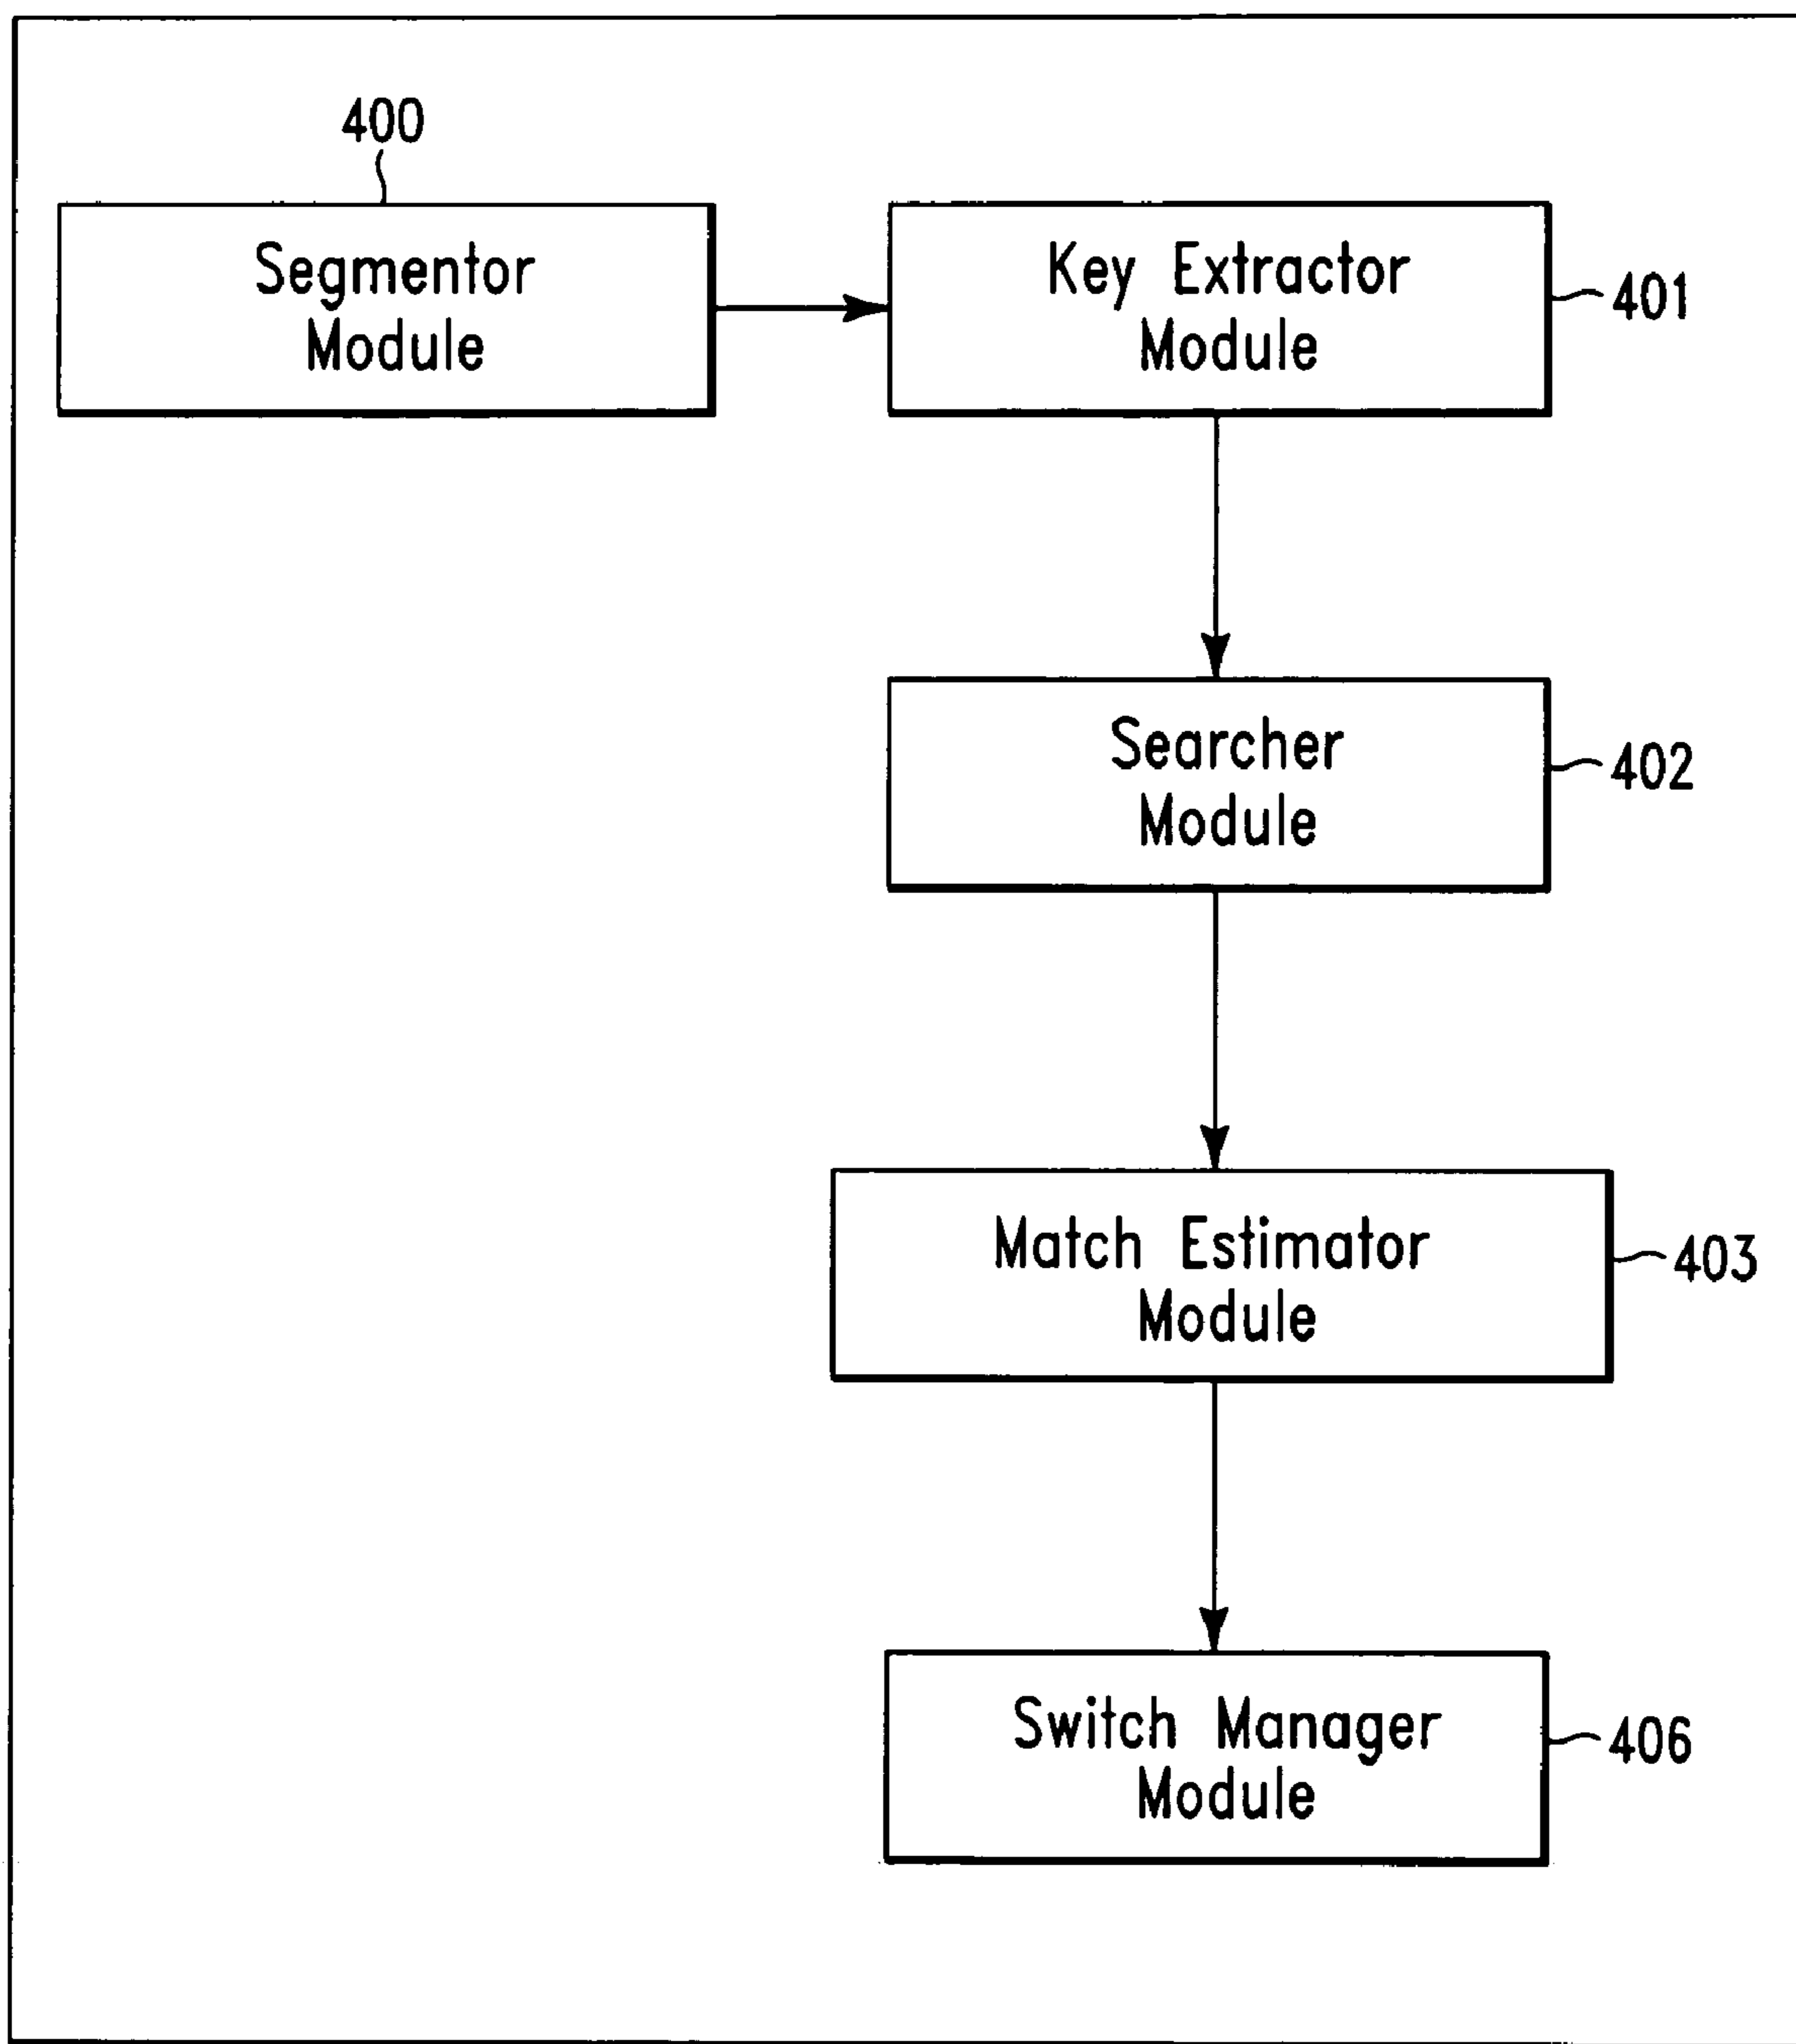 400
Segmentor
Module
Key Extractor
Module
401
Searcher
Module
402
Match Estimator
Module
403
Switch Manager
Module
406